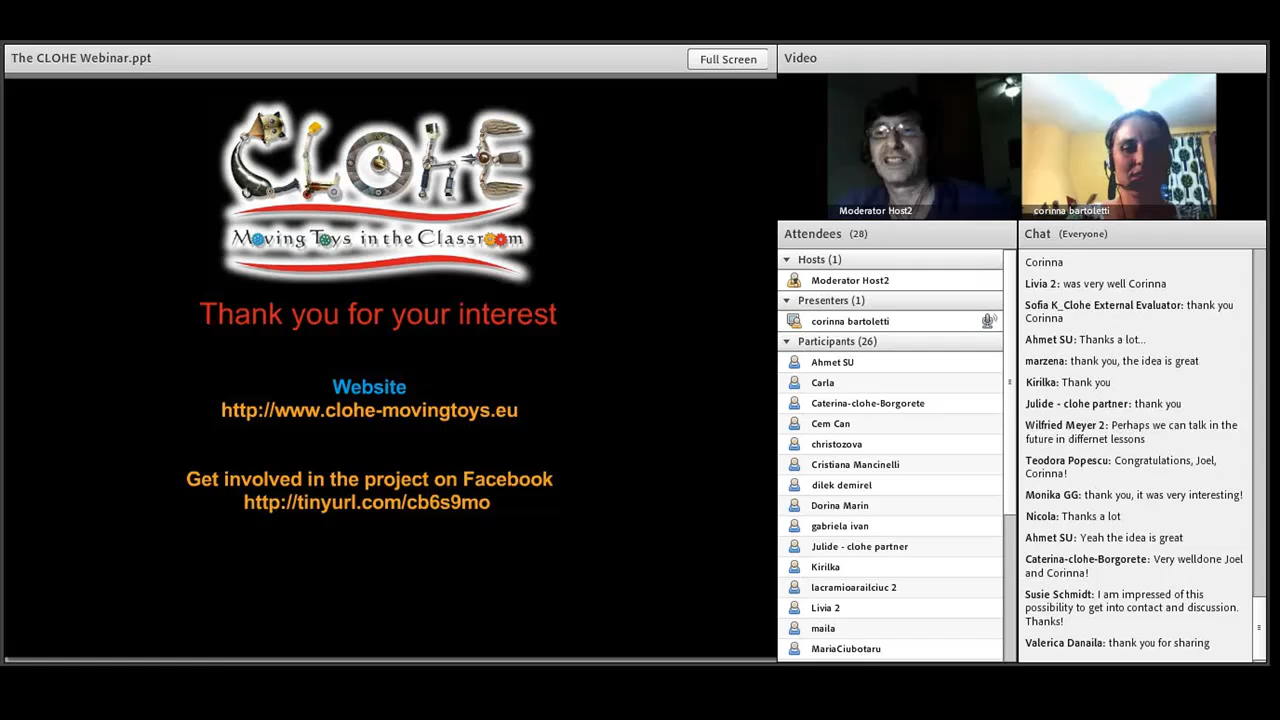 The CLOHE Webinar.ppt
Full Screen
CLOHE
Moving Toys in the Classroom
Thank you for your interest
Website
http://www.clohe-movingtoys.eu
Get involved in the project on Facebook
http://tinyurl.com/cb6s9mo
Video
Moderator Host2
corinna bartoletti
Attendees (28)
Hosts (1)
Moderator Host2
Presenters (1)
corinna bartoletti
Participants (26)
Ahmet SU
Carla
Caterina-clohe-Borgorete
Cem Can
christozova
Cristiana Mancinelli
dilek demirel
Dorina Marin
gabriela ivan
Julide - clohe partner
Kirilka
lacramioarailciuc 2
Livia 2
maila
MariaCiubotaru
Chat (Everyone)
Corinna
Livia 2: was very well Corinna
Sofia K_Clohe External Evaluator: thank you
Corinna
Ahmet SU: Thanks a lot...
marzena: thank you, the idea is great
Kirilka: Thank you
Julide - clohe partner: thank you
Wilfried Meyer 2: Perhaps we can talk in the
future in differnet lessons
Teodora Popescu: Congratulations, Joel,
Corinna!
Monika GG: thank you, it was very interesting!
Nicola: Thanks a lot
Ahmet SU: Yeah the idea is great
Caterina-clohe-Borgorete: Very welldone Joel
and Corinna!
Susie Schmidt: I am impressed of this
possibility to get into contact and discussion.
Thanks!
Valerica Danaila: thank you for sharing